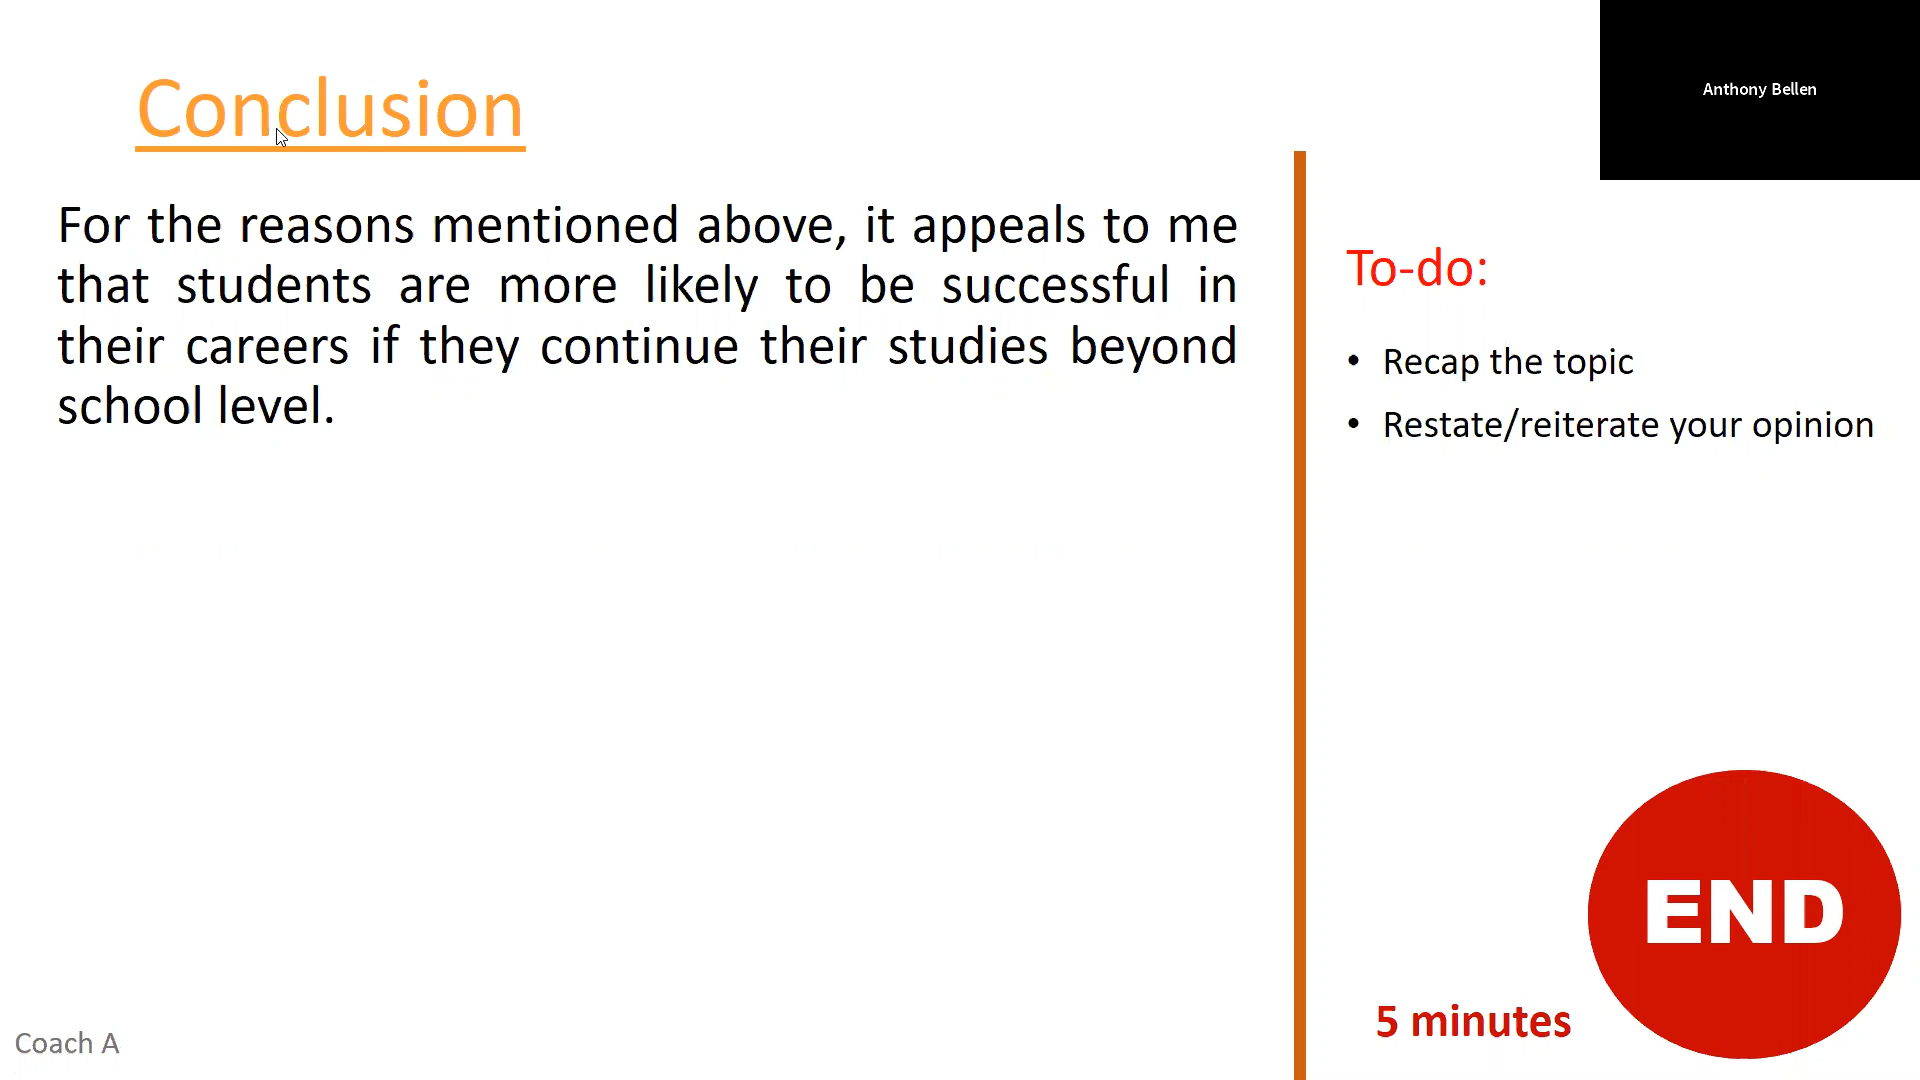 Conclusion
Anthony Bellen
For the reasons mentioned above, it appeals to me
that students are more likely to be successful in
their careers if they continue their studies beyond
school level.
To-do:
• Recap the topic
• Restate/reiterate your opinion
END
5 minutes
Coach A